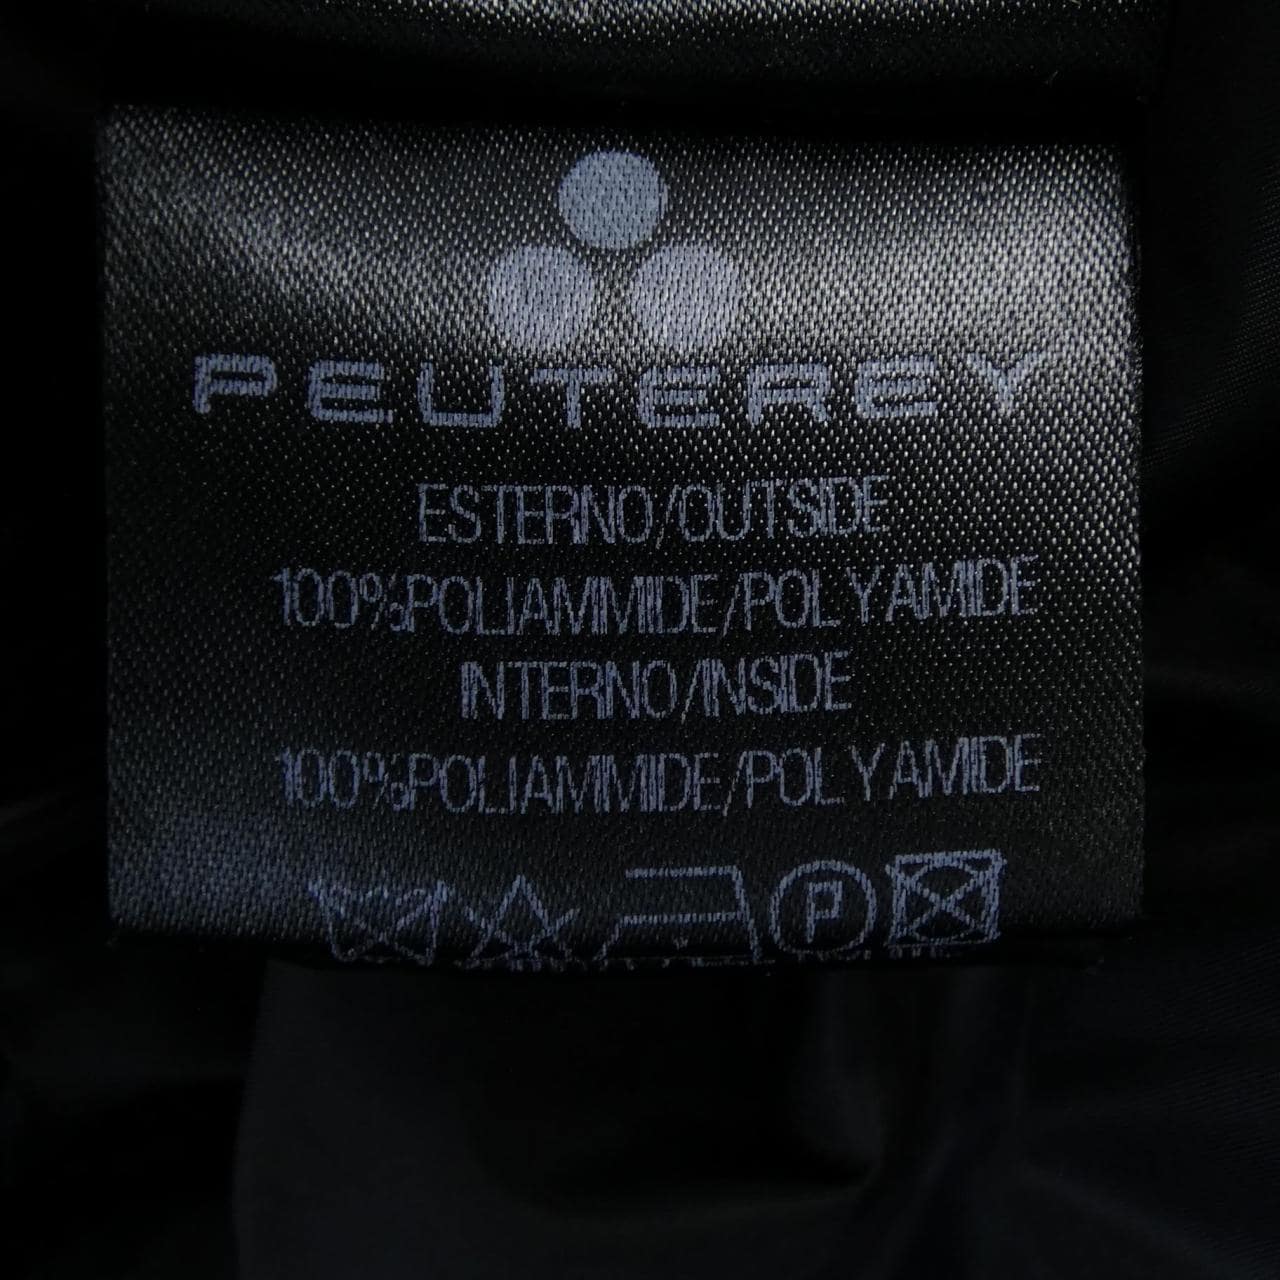 PEUTEREY
ESTERNO/OUTSIDE
100%POLIAMMIDE/POLYAMIDE
INTERNO/INSIDE
100%POLIAMMIDE/POLYAMIDE
P